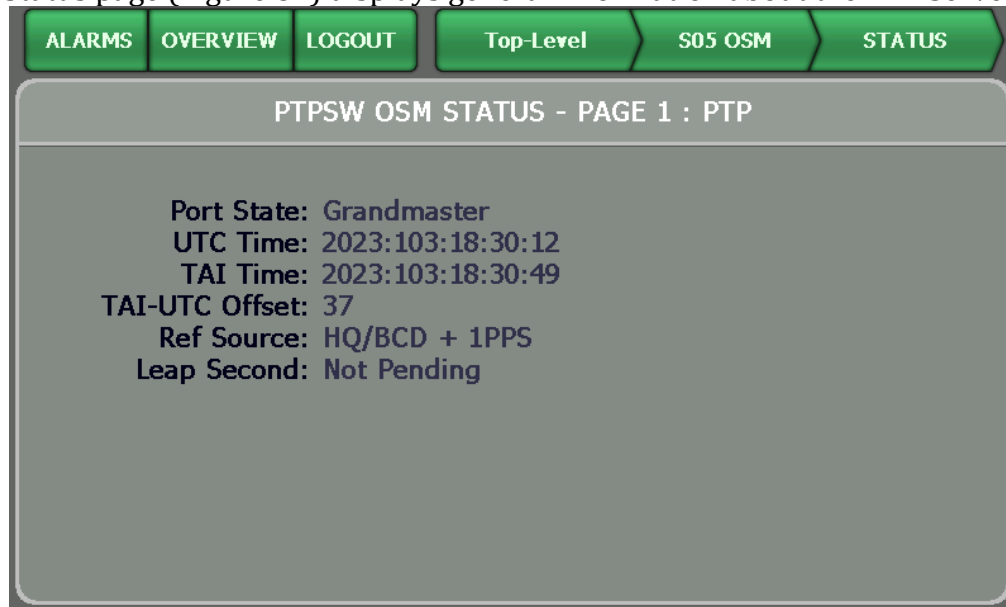 ALARMS OVERVIEW LOGOUT Top-Level S05 OSM STATUS
PTPSW OSM STATUS - PAGE 1 : PTP
Port State: Grandmaster
UTC Time: 2023:103:18:30:12
TAI Time: 2023:103:18:30:49
TAI-UTC Offset: 37
Ref Source: HQ/BCD + 1PPS
Leap Second: Not Pending